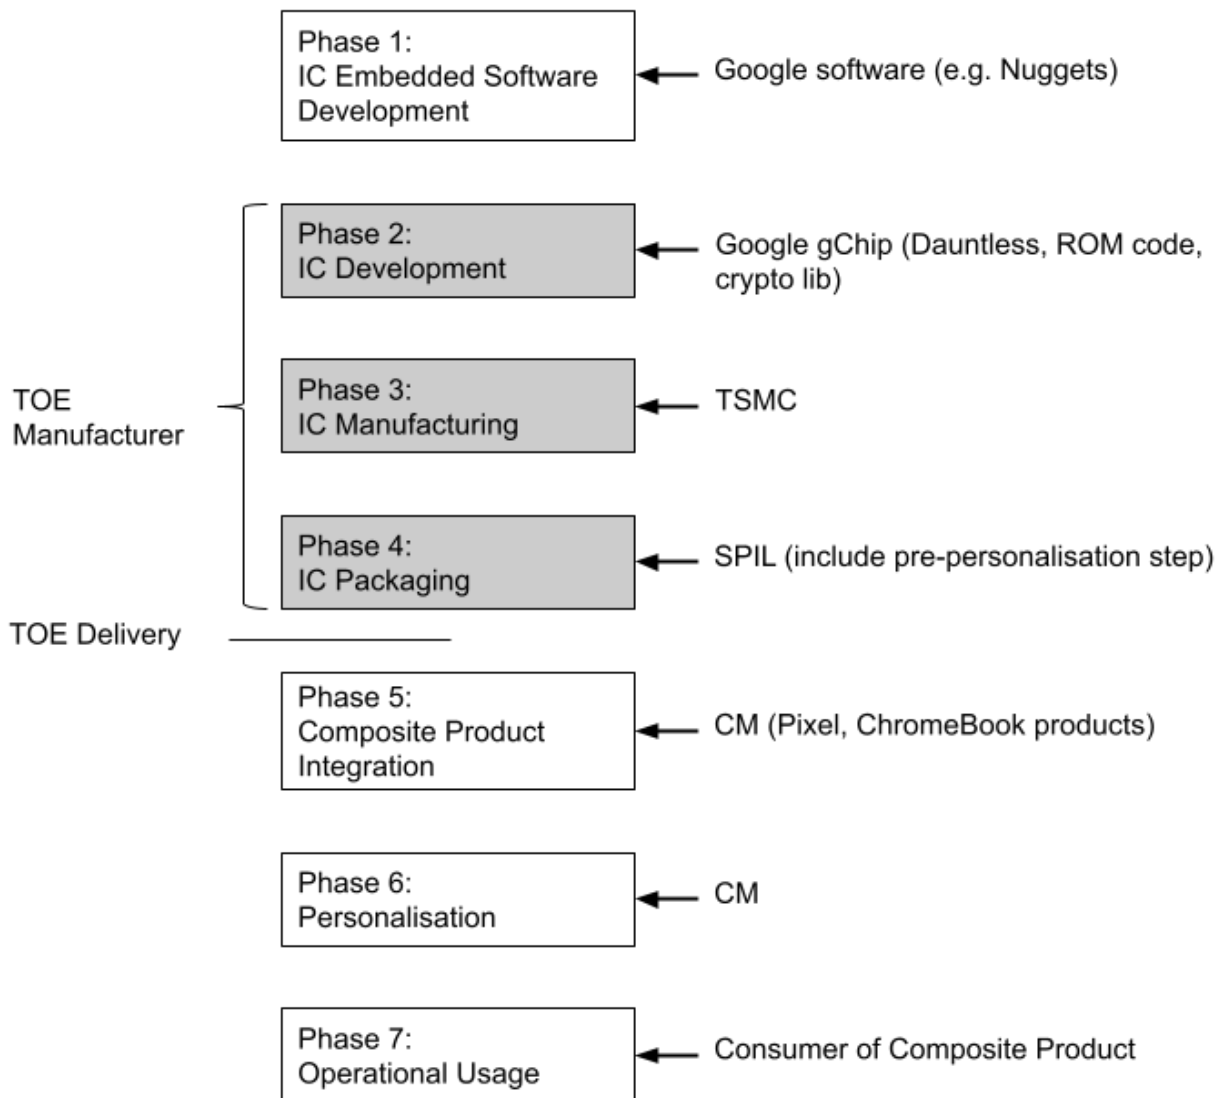 Phase 1:
IC Embedded Software
Development
Google software (e.g. Nuggets)
Phase 2:
IC Development
Google gChip (Dauntless, ROM code,
crypto lib)
TOE
Manufacturer
Phase 3:
IC Manufacturing
TSMC
Phase 4:
IC Packaging
SPIL (include pre-personalisation step)
TOE Delivery
Phase 5:
Composite Product
Integration
CM (Pixel, ChromeBook products)
Phase 6:
Personalisation
CM
Phase 7:
Operational Usage
Consumer of Composite Product